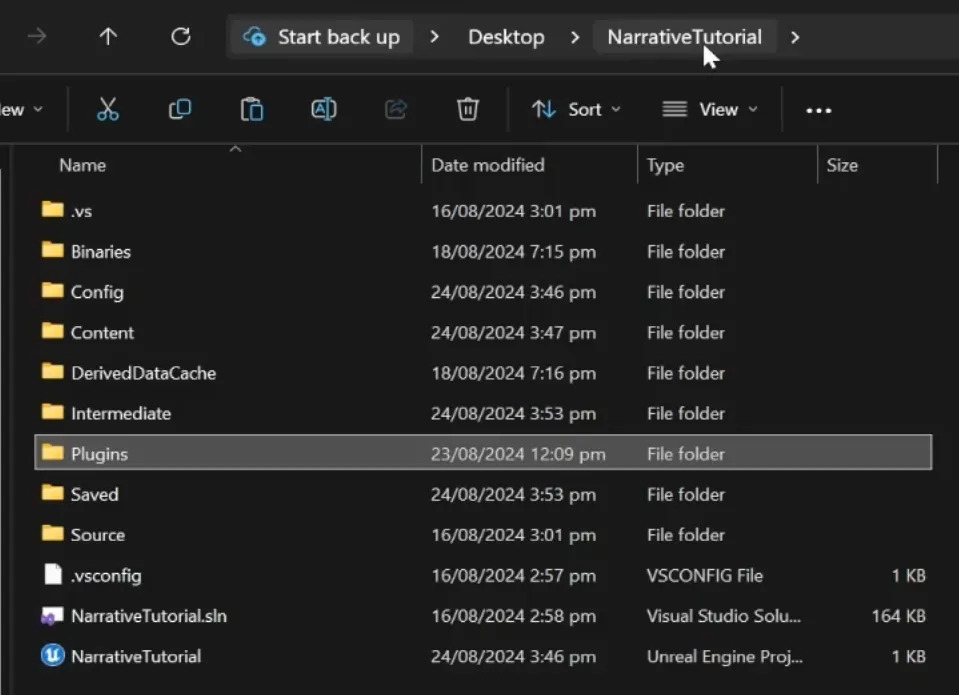 Start back up > Desktop > NarrativeTutorial >
ew Sort View ...
Name Date modified Type Size
.vs 16/08/2024 3:01 pm File folder
Binaries 18/08/2024 7:15 pm File folder
Config 24/08/2024 3:46 pm File folder
Content 24/08/2024 3:47 pm File folder
DerivedDataCache 18/08/2024 7:16 pm File folder
Intermediate 24/08/2024 3:53 pm File folder
Plugins 23/08/2024 12:09 pm File folder
Saved 24/08/2024 3:53 pm File folder
Source 16/08/2024 3:01 pm File folder
.vsconfig 16/08/2024 2:57 pm VSCONFIG File 1 KB
NarrativeTutorial.sln 16/08/2024 2:58 pm Visual Studio Solu... 164 KB
NarrativeTutorial 24/08/2024 3:46 pm Unreal Engine Proj... 1 KB